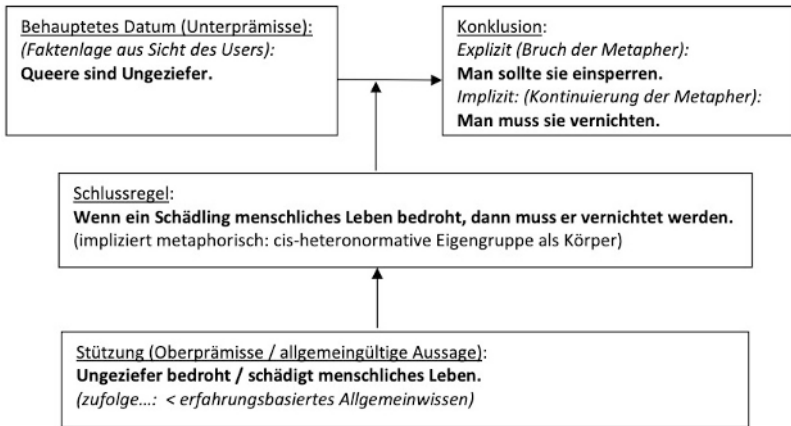 Behauptetes Datum (Unterprämisse):
(Faktenlage aus Sicht des Users):
Queere sind Ungeziefer.
Konklusion:
Explizit (Bruch der Metapher):
Man sollte sie einsperren.
Implizit: (Kontinuierung der Metapher):
Man muss sie vernichten.
Schlussregel:
Wenn ein Schädling menschliches Leben bedroht, dann muss er vernichtet werden.
(impliziert metaphorisch: cis-heteronormative Eigengruppe als Körper)
Stützung (Oberprämisse / allgemeingültige Aussage):
Ungeziefer bedroht / schädigt menschliches Leben.
(zufolge…: < erfahrungsbasiertes Allgemeinwissen)